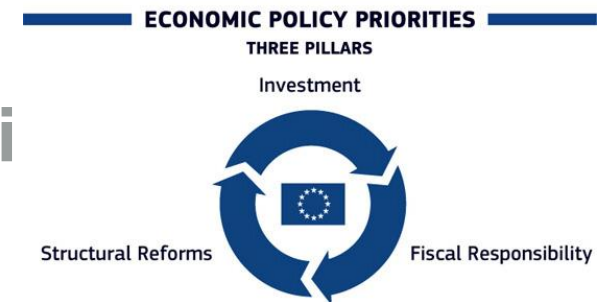 ECONOMIC POLICY PRIORITIES
THREE PILLARS
Investment
i
Structural Reforms
Fiscal Responsibility